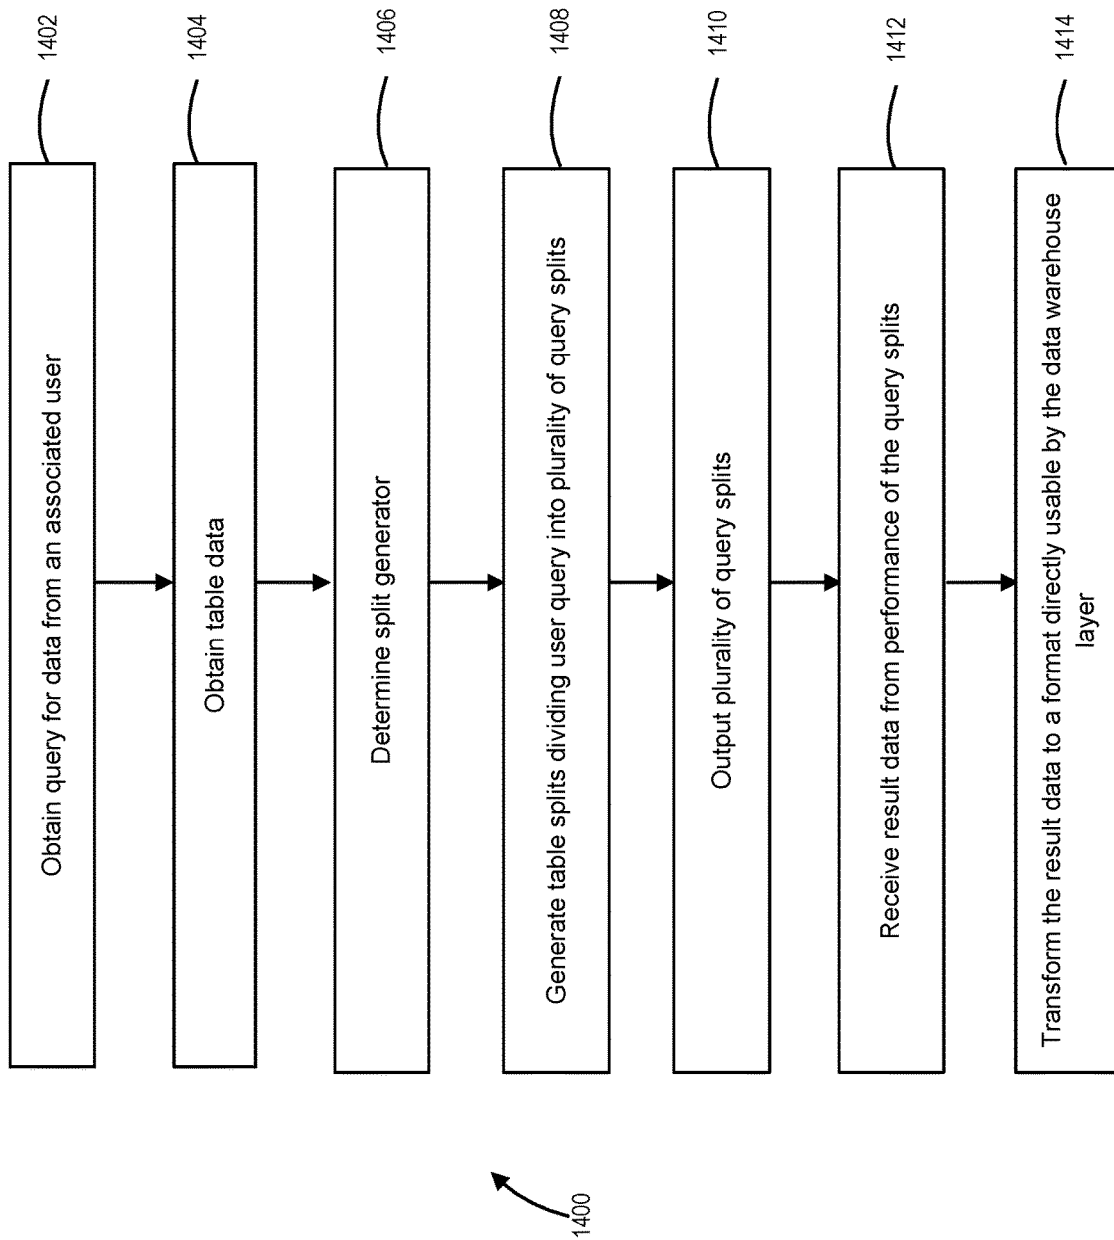 Obtain query for data from an associated user
1402
Obtain table data
1404
Determine split generator
1406
Generate table splits dividing user query into plurality of query splits
1408
Output plurality of query splits
1410
Receive result data from performance of the query splits
1412
Transform the result data to a format directly usable by the data warehouse
layer
1414
1400